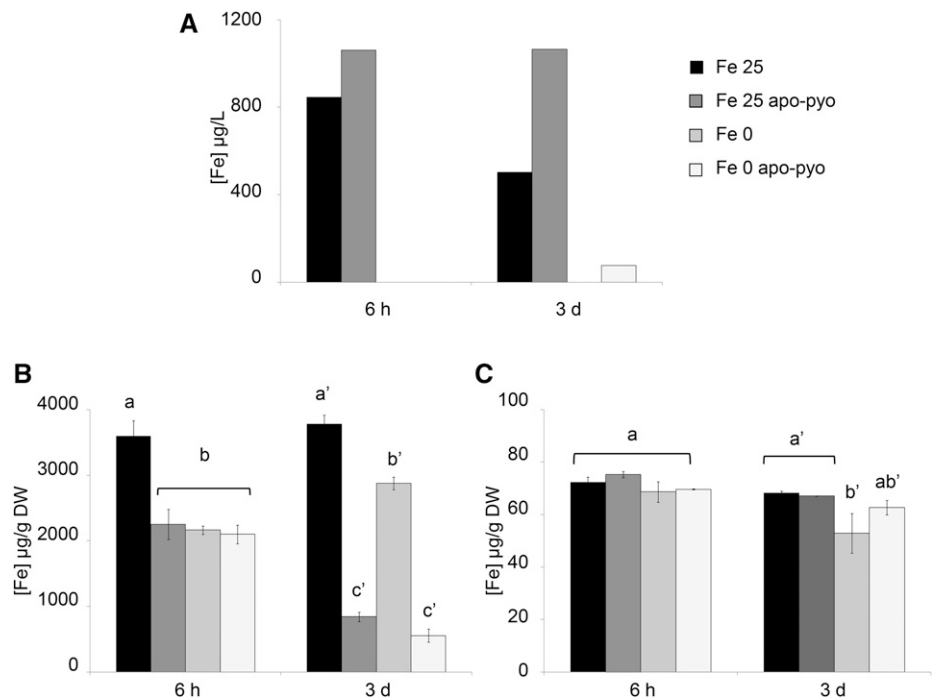 A
[Fe] µg/L
1200
800
400
0
6 h
3 d
Fe 25
Fe 25 apo-pyo
Fe 0
Fe 0 apo-pyo
B
[Fe] µg/g DW
4000
3000
2000
1000
0
a
b
a'
c'
b'
c'
6 h
3 d
C
[Fe] µg/g DW
100
80
60
40
20
0
a
a'
b'
ab'
6 h
3 d